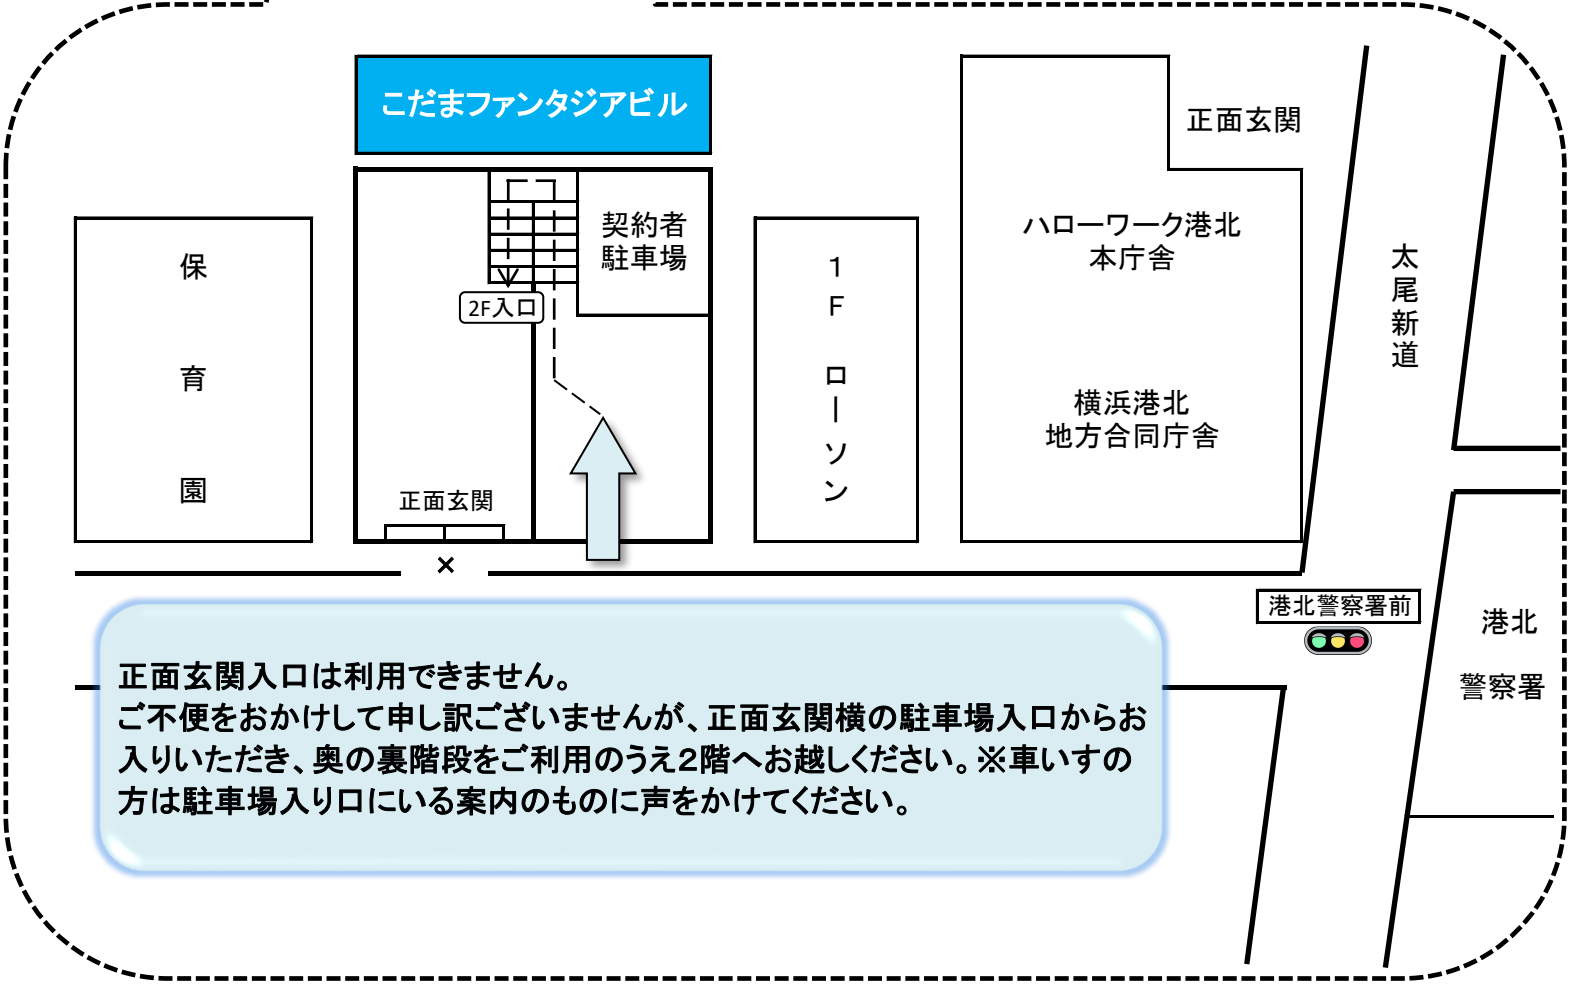 こだまファンタジアビル
正面玄関
契約者
駐車場
ハローワーク港北
本庁舎
保育園
1F ローソン
太尾新道
2F入口
横浜港北
地方合同庁舎
正面玄関
×
港北警察署前
港北
警察署
正面玄関入口は利用できません。
ご不便をおかけして申し訳ございませんが、正面玄関横の駐車場入口からお
入りいただき、奥の裏階段をご利用のうえ2階へお越しください。※車いすの
方は駐車場入り口にいる案内のものに声をかけてください。